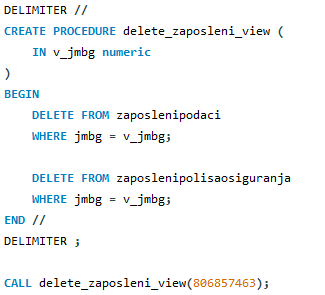 DELIMITER //
CREATE PROCEDURE delete_zaposleni_view (
    IN v_jmbg numeric
)
BEGIN
    DELETE FROM zaposlenipodaci
    WHERE jmbg = v_jmbg;

    DELETE FROM zaposlenipolisaosiguranja
    WHERE jmbg = v_jmbg;
END //
DELIMITER ;

CALL delete_zaposleni_view(806857463);